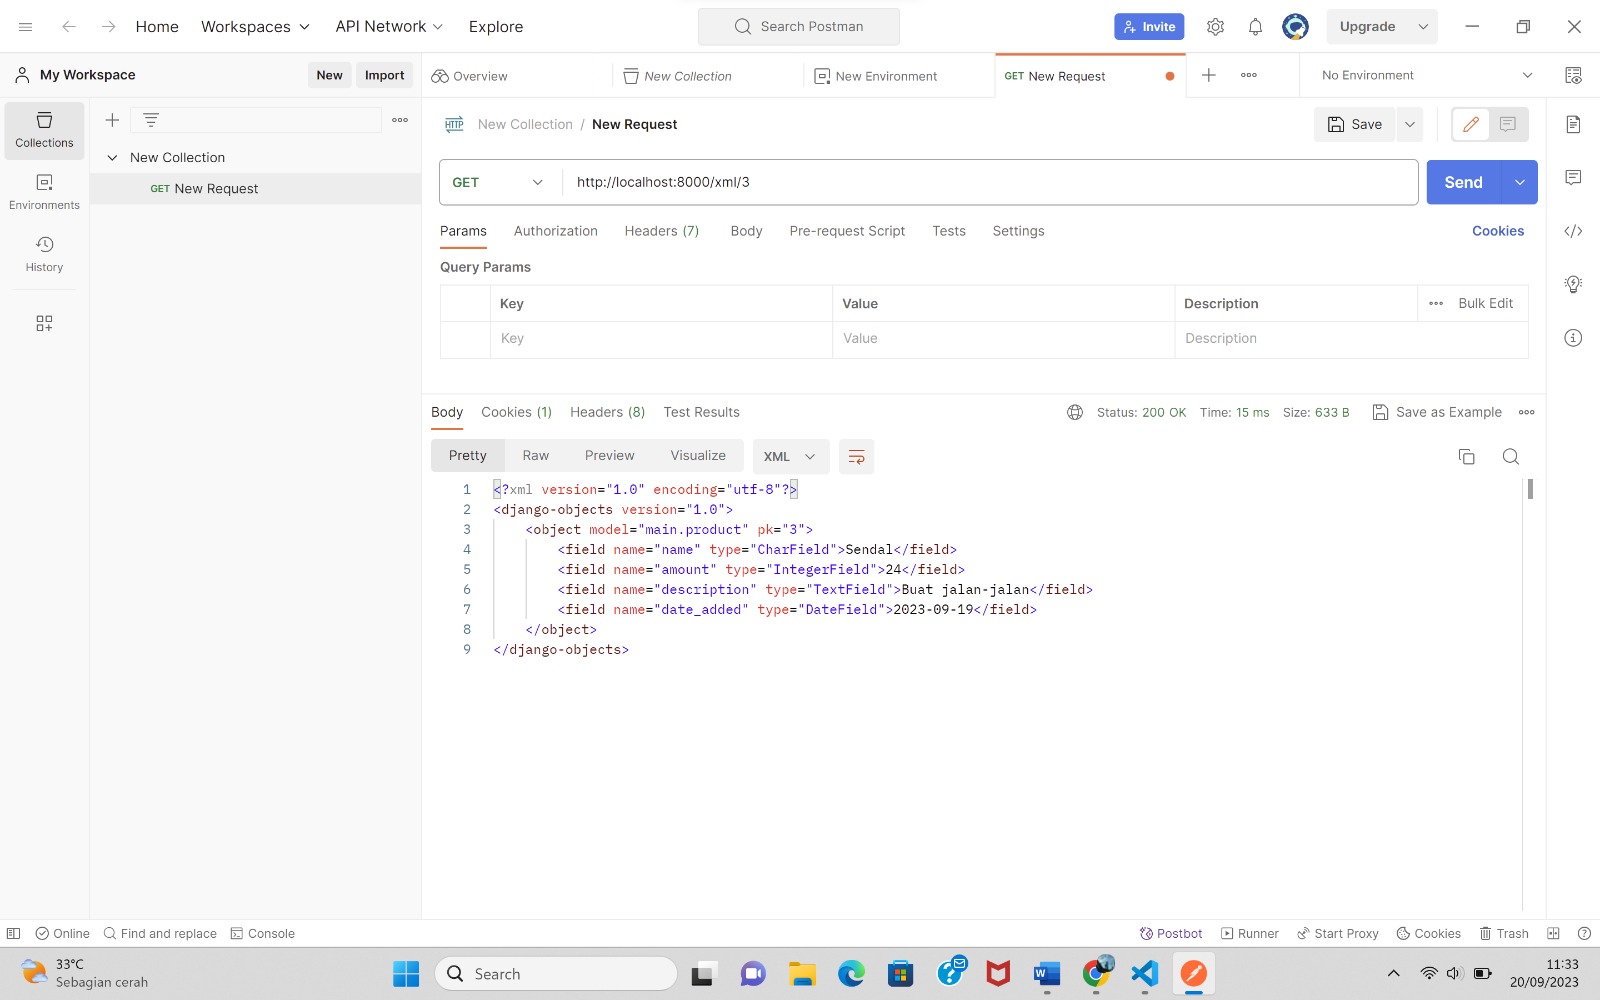 Home Workspaces API Network Explore Search Postman Invite Upgrade
My Workspace New Import Overview New Collection New Environment GET New Request No Environment
Collections
Environments
History
New Collection
GET New Request
HTTP New Collection / New Request Save
GET http://localhost:8000/xml/3 Send
Params Authorization Headers (7) Body Pre-request Script Tests Settings Cookies
Query Params
Key Value Description Bulk Edit
Key Value Description
Body Cookies (1) Headers (8) Test Results Status: 200 OK Time: 15 ms Size: 633 B Save as Example
Pretty Raw Preview Visualize XML
1 <?xml version="1.0" encoding="utf-8"?>
2 <django-objects version="1.0">
3 <object model="main.product" pk="3">
4 <field name="name" type="CharField">Sendal</field>
5 <field name="amount" type="IntegerField">24</field>
6 <field name="description" type="TextField">Buat jalan-jalan</field>
7 <field name="date_added" type="DateField">2023-09-19</field>
8 </object>
9 </django-objects>
Online Find and replace Console Postbot Runner Start Proxy Cookies Trash
33°C
Sebagian cerah
Search
11:33
20/09/2023